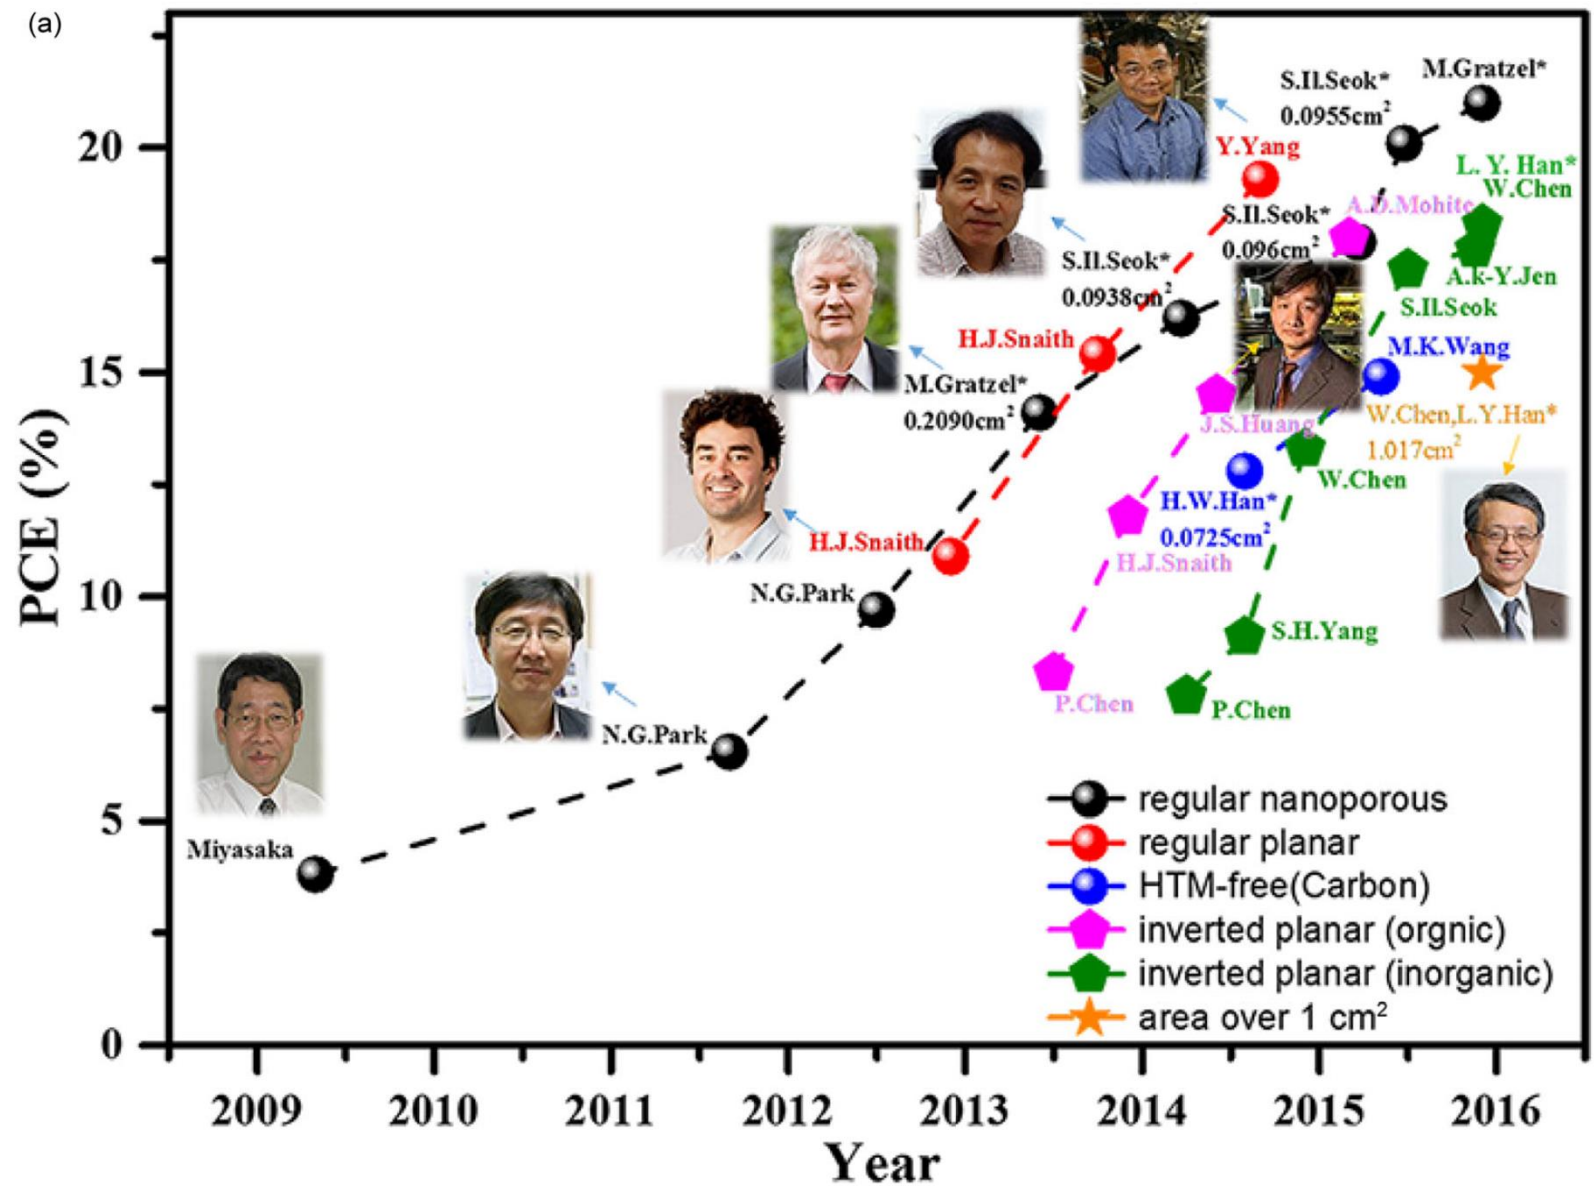 (a)
M.Gratzel*
S.Il.Seok*
0.0955cm2
20
Y.Yang
L. Y. Han*
W.Chen
A.D.Mohite
S.Il.Seok*
0.096cm2
S.Il.Seok*
0.0938cm2
A.k-Y.Jen
S.Il.Seok
H.J.Snaith
M.K.Wang
15
M.Gratzel*
0.2090cm2
W.Chen,L.Y.Han*
1.017cm2
J.S.Huang
W.Chen
H.W.Han*
0.0725cm2
H.J.Snaith
H.J.Snaith
PCE (%)
10
N.G.Park
S.H.Yang
P.Chen
P.Chen
N.G.Park
5
Miyasaka
regular nanoporous
regular planar
HTM-free(Carbon)
inverted planar (orgnic)
inverted planar (inorganic)
area over 1 cm2
0
2009 2010 2011 2012 2013 2014 2015 2016
Year